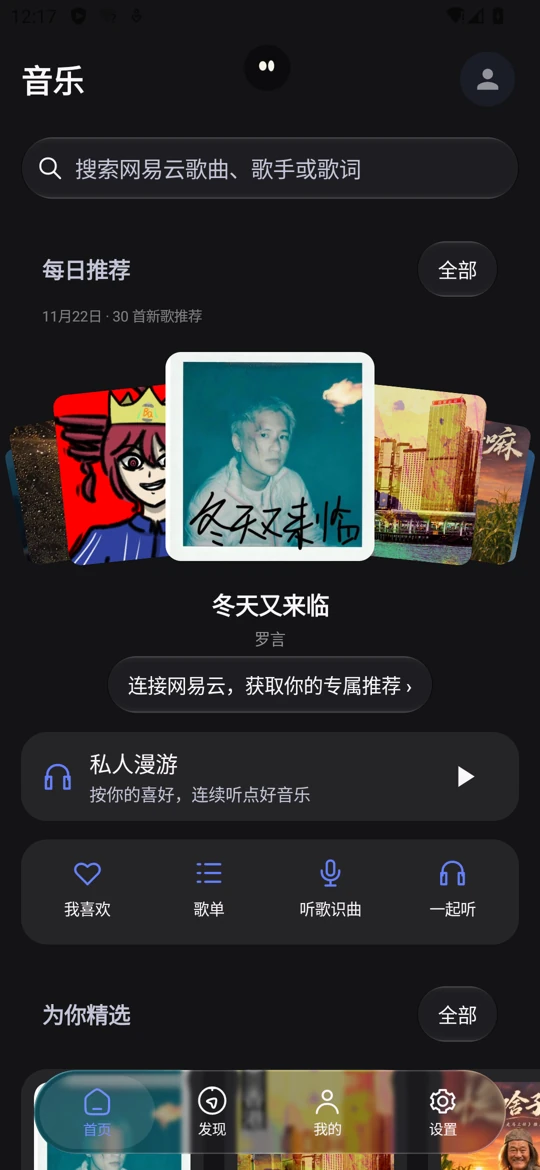 12:17
音乐
搜索网易云歌曲、歌手或歌词
每日推荐
全部
11月22日 · 30 首新歌推荐
嘛
冬天又来临
冬天又来临
罗言
连接网易云，获取你的专属推荐 ›
私人漫游
按你的喜好，连续听点好音乐
我喜欢
歌单
听歌识曲
一起听
为你精选
全部
首页
发现
我的
设置